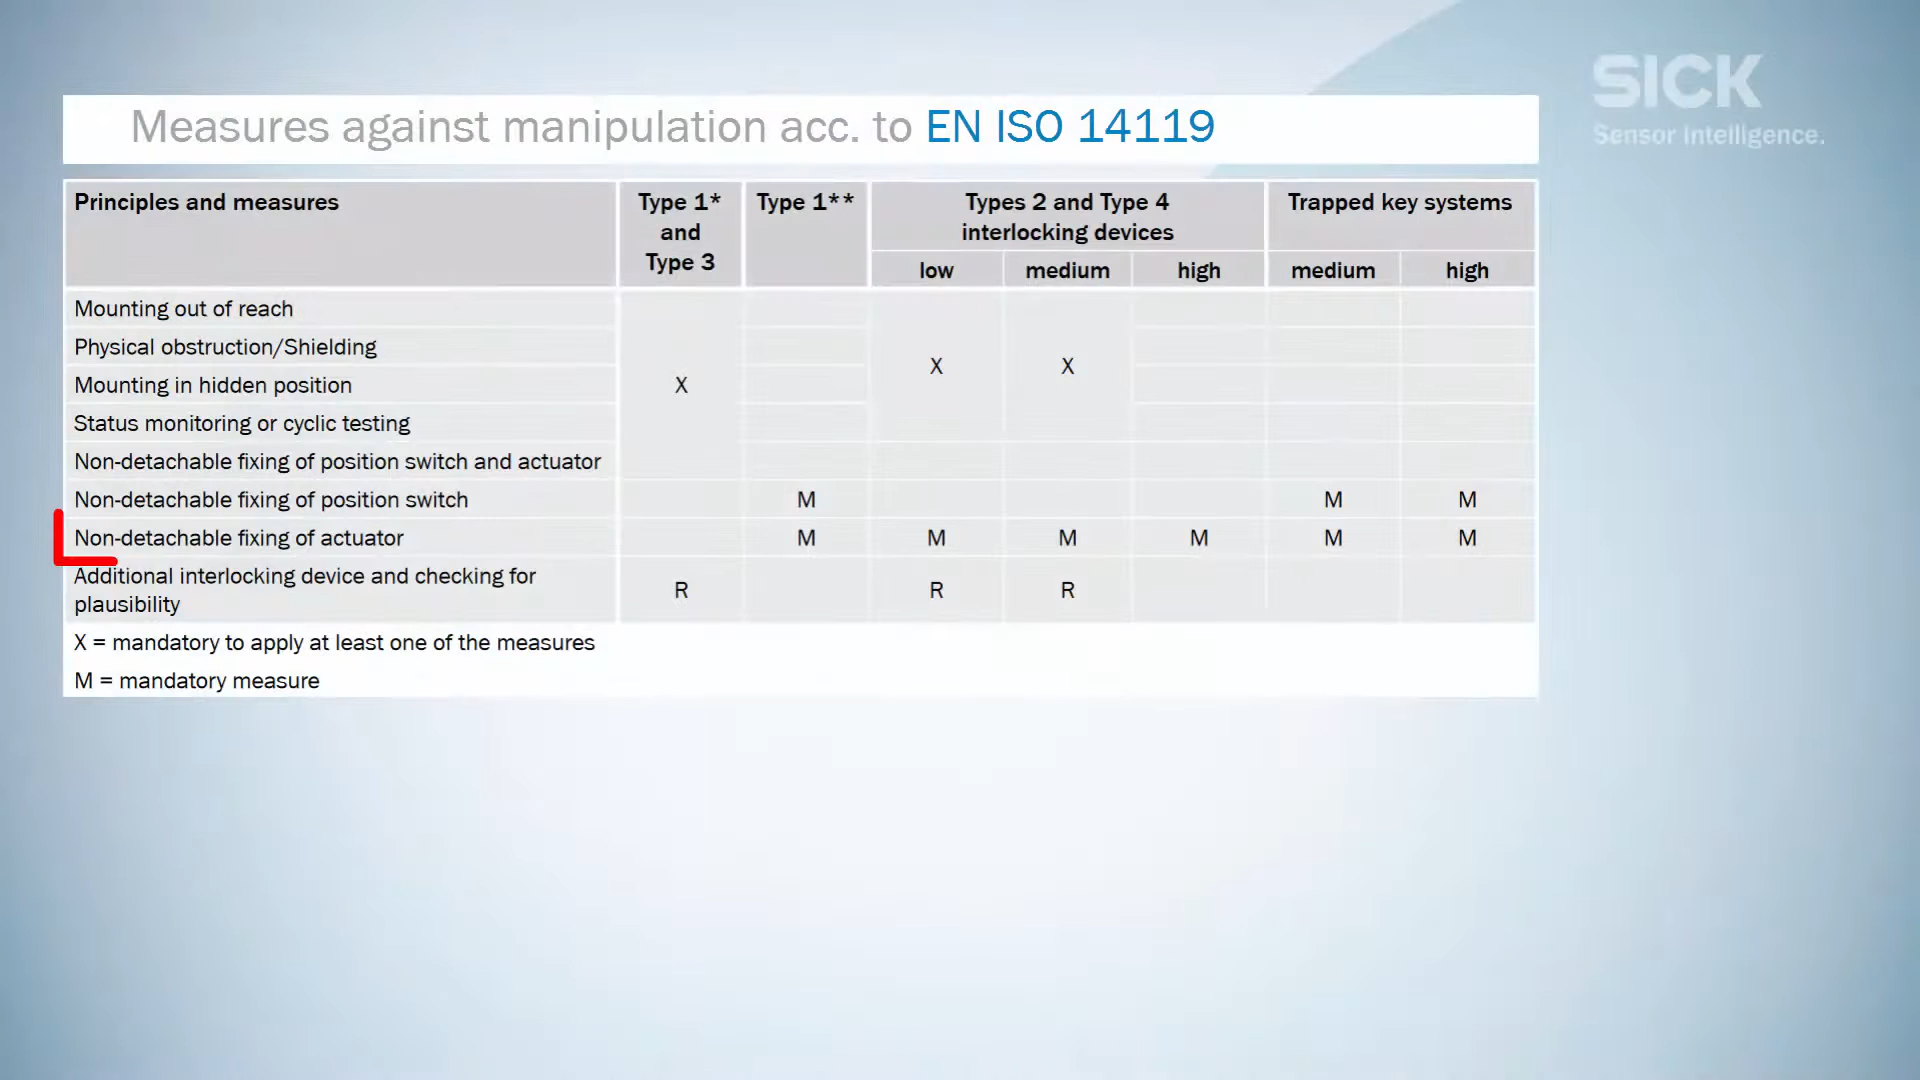 SICK
Sensor Intelligence.
Measures against manipulation acc. to EN ISO 14119
Principles and measures
Type 1* and Type 3
Type 1**
Types 2 and Type 4 interlocking devices
Trapped key systems
low medium high medium high
Mounting out of reach
Physical obstruction/Shielding
X X
Mounting in hidden position X
Status monitoring or cyclic testing
Non-detachable fixing of position switch and actuator
Non-detachable fixing of position switch M M M
Non-detachable fixing of actuator M M M M M M
Additional interlocking device and checking for
plausibility
R R R
X = mandatory to apply at least one of the measures
M = mandatory measure